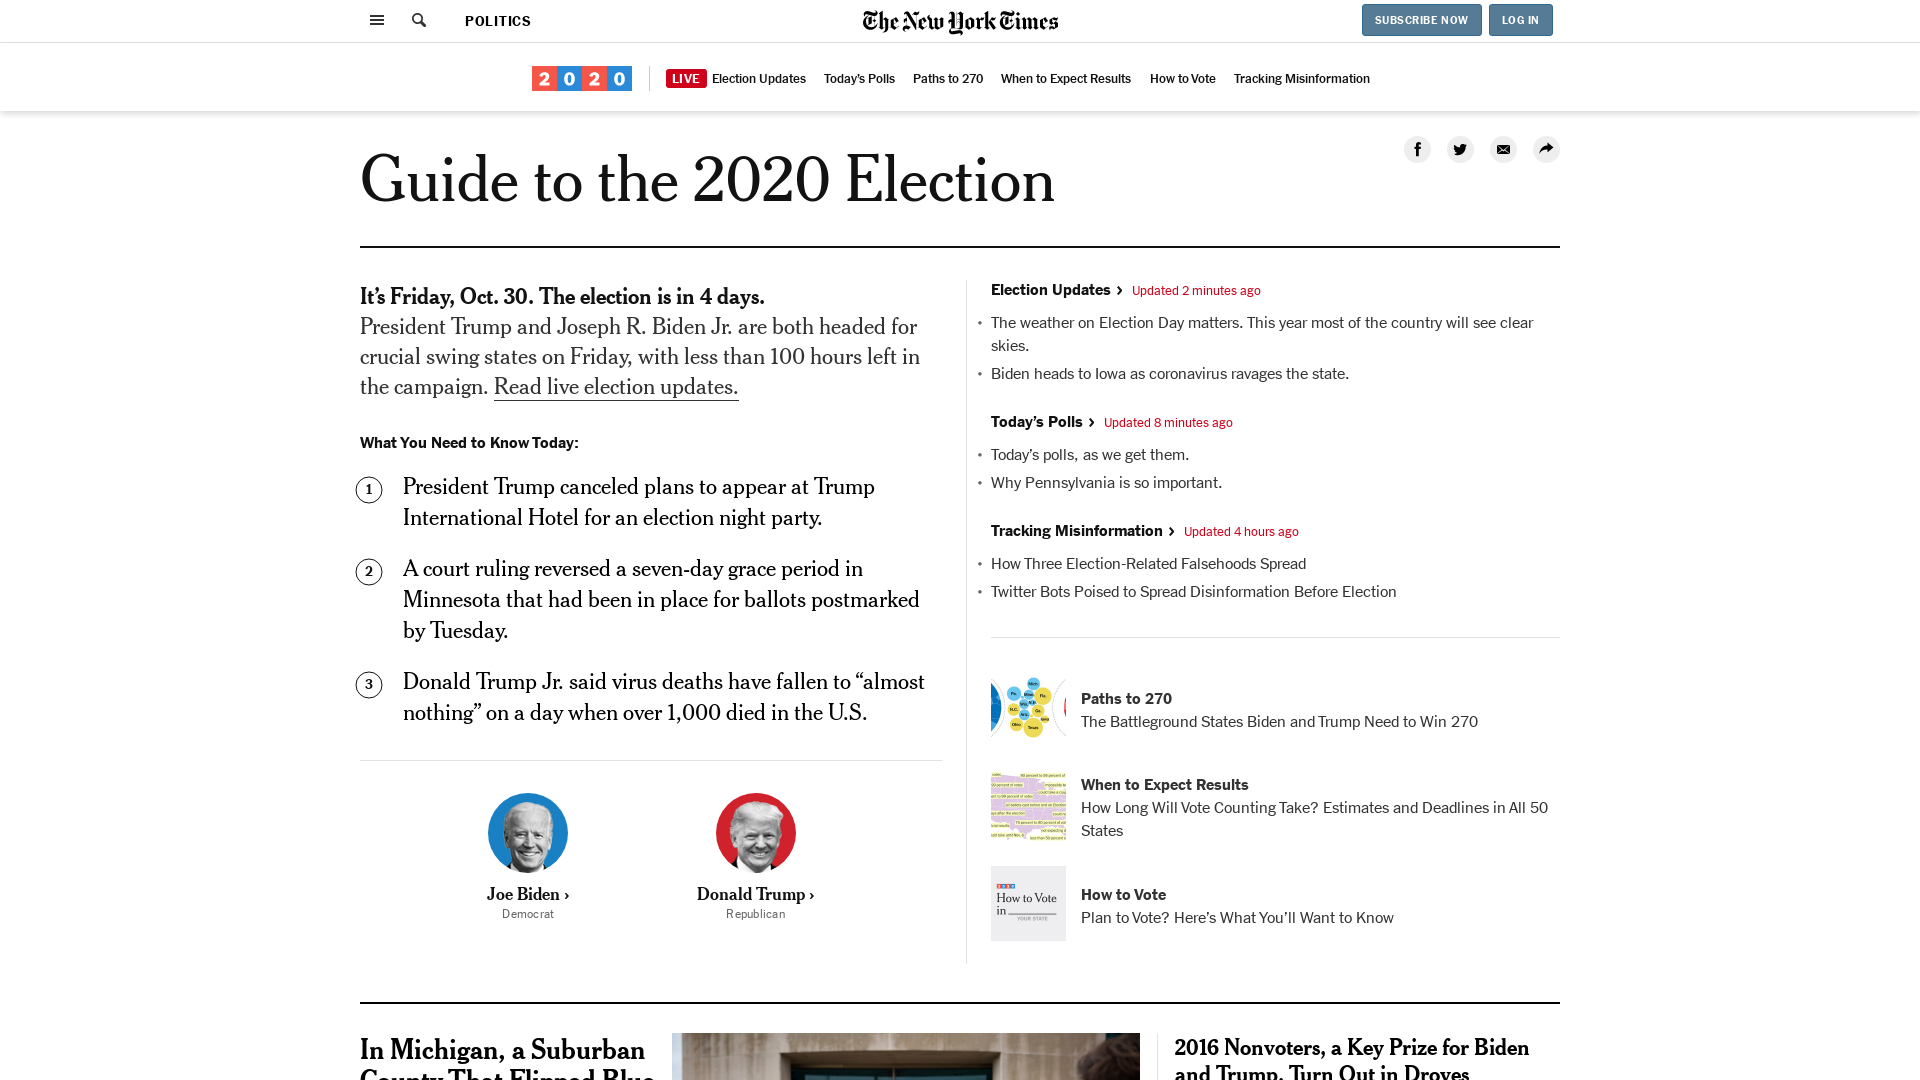 POLITICS
The New York Times
SUBSCRIBE NOW
LOG IN
2020
LIVE Election Updates
Today’s Polls
Paths to 270
When to Expect Results
How to Vote
Tracking Misinformation
Guide to the 2020 Election
It’s Friday, Oct. 30. The election is in 4 days.
President Trump and Joseph R. Biden Jr. are both headed for
crucial swing states on Friday, with less than 100 hours left in
the campaign. Read live election updates.
What You Need to Know Today:
1 President Trump canceled plans to appear at Trump
International Hotel for an election night party.
2 A court ruling reversed a seven-day grace period in
Minnesota that had been in place for ballots postmarked
by Tuesday.
3 Donald Trump Jr. said virus deaths have fallen to “almost
nothing” on a day when over 1,000 died in the U.S.
Joe Biden ›
Democrat
Donald Trump ›
Republican
Election Updates › Updated 2 minutes ago
• The weather on Election Day matters. This year most of the country will see clear
skies.
• Biden heads to Iowa as coronavirus ravages the state.
Today’s Polls › Updated 8 minutes ago
• Today’s polls, as we get them.
• Why Pennsylvania is so important.
Tracking Misinformation › Updated 4 hours ago
• How Three Election-Related Falsehoods Spread
• Twitter Bots Poised to Spread Disinformation Before Election
Paths to 270
The Battleground States Biden and Trump Need to Win 270
When to Expect Results
How Long Will Vote Counting Take? Estimates and Deadlines in All 50
States
2020
How to Vote
in
YOUR STATE
How to Vote
Plan to Vote? Here’s What You’ll Want to Know
In Michigan, a Suburban
County That Flipped Blue
2016 Nonvoters, a Key Prize for Biden
and Trump, Turn Out in Droves